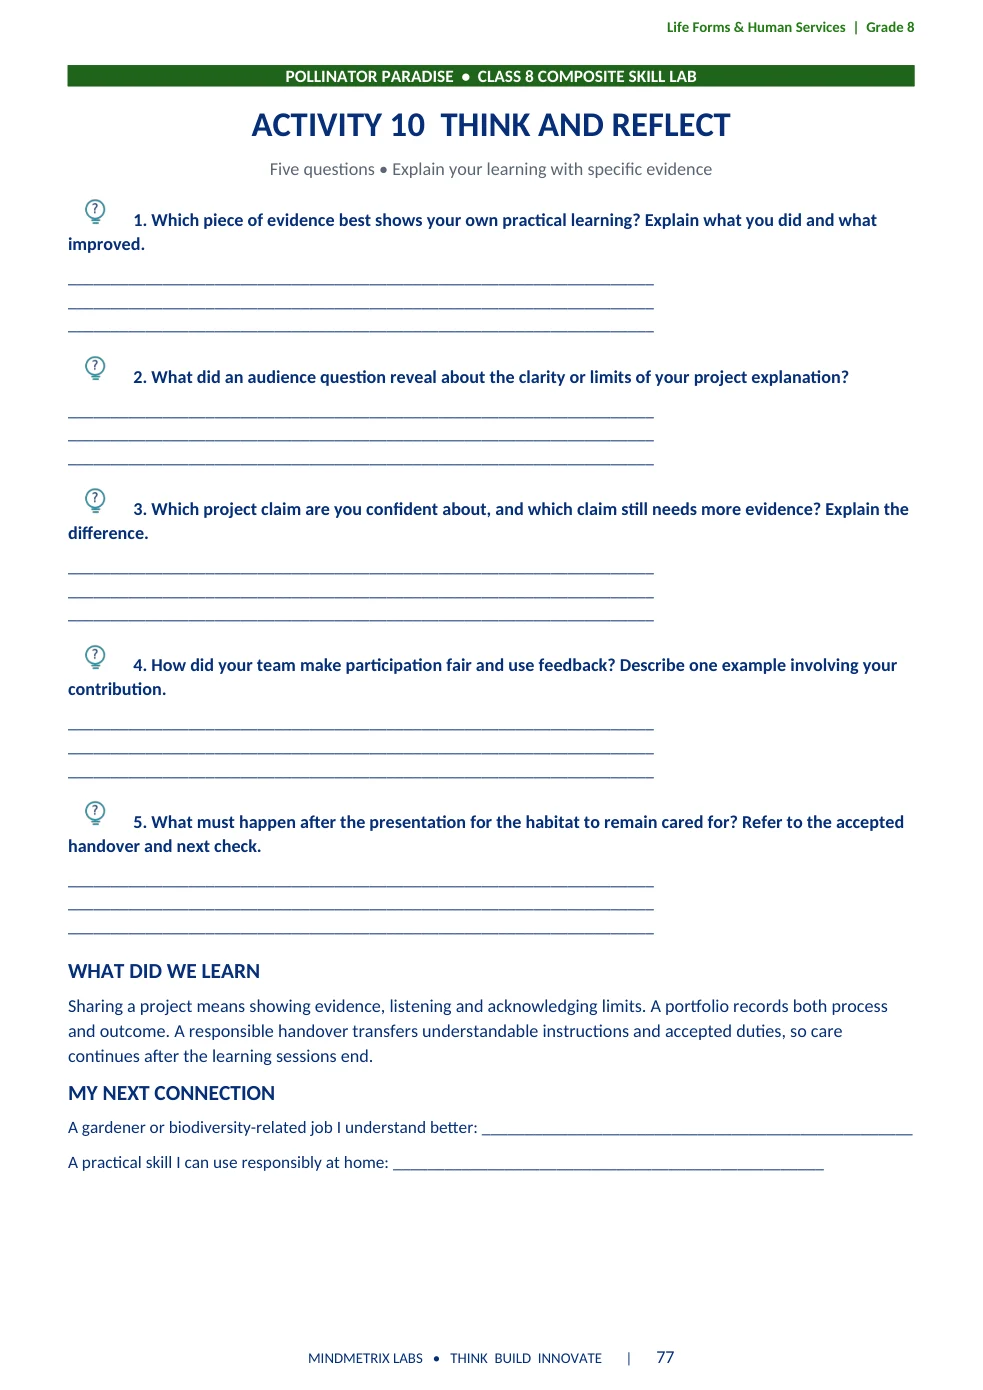 Life Forms & Human Services | Grade 8
POLLINATOR PARADISE ● CLASS 8 COMPOSITE SKILL LAB
ACTIVITY 10 THINK AND REFLECT
Five questions • Explain your learning with specific evidence
? 1. Which piece of evidence best shows your own practical learning? Explain what you did and what
improved.
? 2. What did an audience question reveal about the clarity or limits of your project explanation?
? 3. Which project claim are you confident about, and which claim still needs more evidence? Explain the
difference.
? 4. How did your team make participation fair and use feedback? Describe one example involving your
contribution.
? 5. What must happen after the presentation for the habitat to remain cared for? Refer to the accepted
handover and next check.
WHAT DID WE LEARN
Sharing a project means showing evidence, listening and acknowledging limits. A portfolio records both process
and outcome. A responsible handover transfers understandable instructions and accepted duties, so care
continues after the learning sessions end.
MY NEXT CONNECTION
A gardener or biodiversity-related job I understand better: ____________________
A practical skill I can use responsibly at home: ____________________
MINDMETRIX LABS ● THINK BUILD INNOVATE | 77